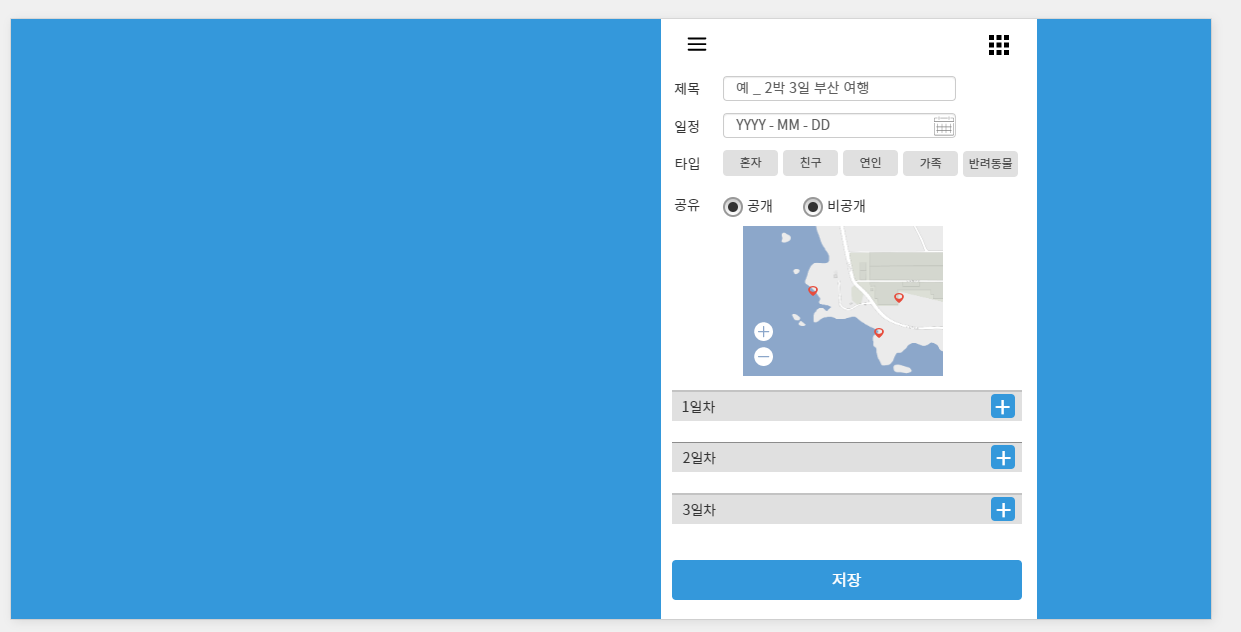 제목 예 _ 2박 3일 부산 여행
일정 YYYY - MM - DD
타입 혼자 친구 연인 가족 반려동물
공유 공개 비공개
1일차
2일차
3일차
저장